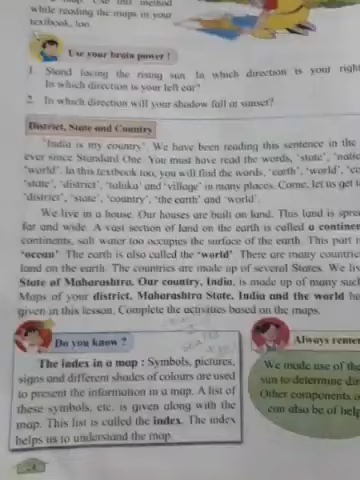 while reading the maps in your
textbook, too.
Use your brain power !
1. Stand facing the rising sun. In which direction is your right
In which direction is your left ear?
2. In which direction will your shadow fall at sunset?
District, State and Country
'India is my country'. We have been reading this sentence in the
ever since Standard One. You must have read the words, 'state',
'world'. In this textbook too, you will find the words, 'earth', 'world',
'state', 'district', 'taluka' and 'village' in many places. Come, let us get
'district', 'state', 'country', 'the earth' and 'world'.
We live in a house. Our houses are built on land. This land is
far and wide. A vast section of land on the earth is called a
continents, salt water too occupies the surface of the earth. This part
'ocean'. The earth is also called the 'world'. There are many
land on the earth. The countries are made up of several States. We
State of Maharashtra. Our country, India, is made up of many such
Maps of your district, Maharashtra State, India and the world
given in this lesson. Complete the activities based on the maps.
Do you know ?
The index in a map : Symbols, pictures,
signs and different shades of colours are used
to present the information in a map. A list of
these symbols, etc. is given along with the
map. This list is called the index. The index
helps us to understand the map.
Always
We made use of the
sun to determine
Other components
can also be of